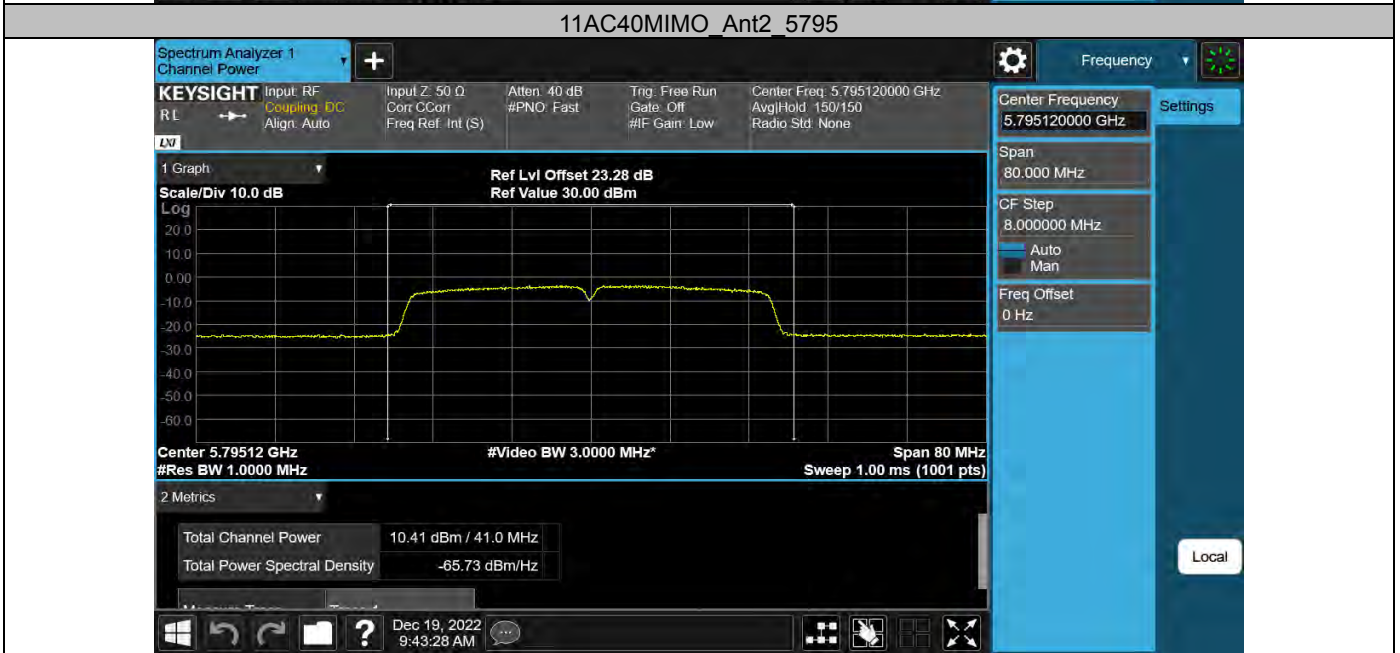 11AC40MIMO_Ant2_5795
Spectrum Analyzer 1
Channel Power
Frequency
KEYSIGHT
RL
LXI
Input: RF
Coupling: DC
Align: Auto
Input Z: 50 Ω
Corr CCorr
Freq Ref: Int (S)
Atten: 40 dB
#PNO: Fast
Trig: Free Run
Gate: Off
#IF Gain: Low
Center Freq: 5.795120000 GHz
Avg|Hold: 150/150
Radio Std: None
Center Frequency
5.795120000 GHz
Settings
Span
80.000 MHz
CF Step
8.000000 MHz
Auto
Man
Freq Offset
0 Hz
1 Graph
Scale/Div 10.0 dB
Ref Lvl Offset 23.28 dB
Ref Value 30.00 dBm
Log
20.0
10.0
0.00
-10.0
-20.0
-30.0
-40.0
-50.0
-60.0
Center 5.79512 GHz
#Res BW 1.0000 MHz
#Video BW 3.0000 MHz*
Span 80 MHz
Sweep 1.00 ms (1001 pts)
2 Metrics
Total Channel Power 10.41 dBm / 41.0 MHz
Total Power Spectral Density -65.73 dBm/Hz
Local
?
Dec 19, 2022
9:43:28 AM